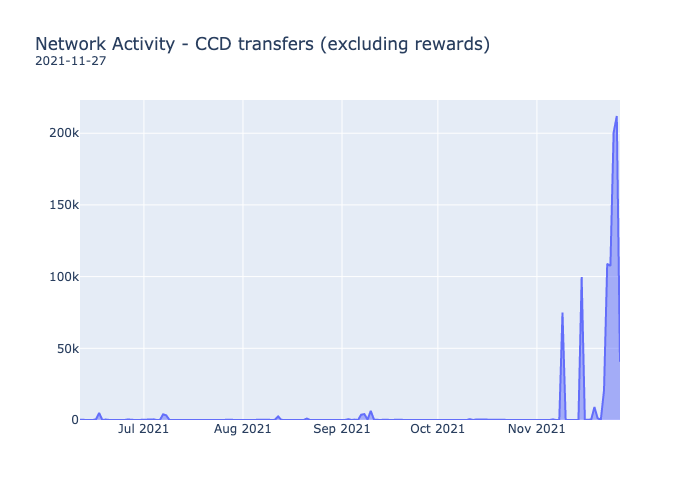 Network Activity - CCD transfers (excluding rewards)
2021-11-27
200k
150k
100k
50k
0
Jul 2021 Aug 2021 Sep 2021 Oct 2021 Nov 2021